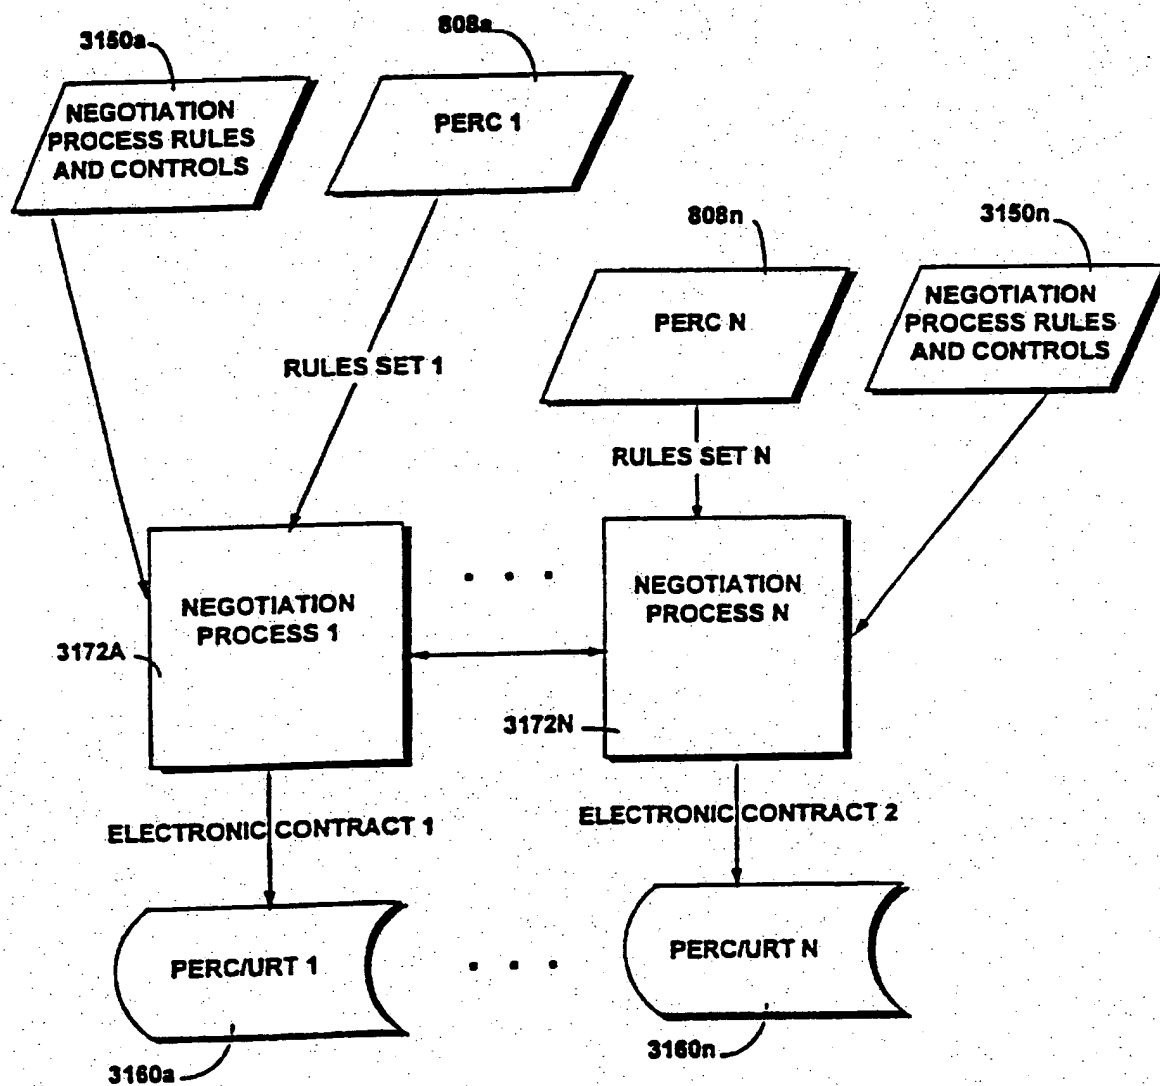 3150a
808a
NEGOTIATION
PROCESS RULES
AND CONTROLS
PERC 1
808n
3150n
PERC N
NEGOTIATION
PROCESS RULES
AND CONTROLS
RULES SET 1
RULES SET N
NEGOTIATION
PROCESS 1
. . .
NEGOTIATION
PROCESS N
3172A
3172N
ELECTRONIC CONTRACT 1
ELECTRONIC CONTRACT 2
PERC/URT 1
. . .
PERC/URT N
3160a
3160n